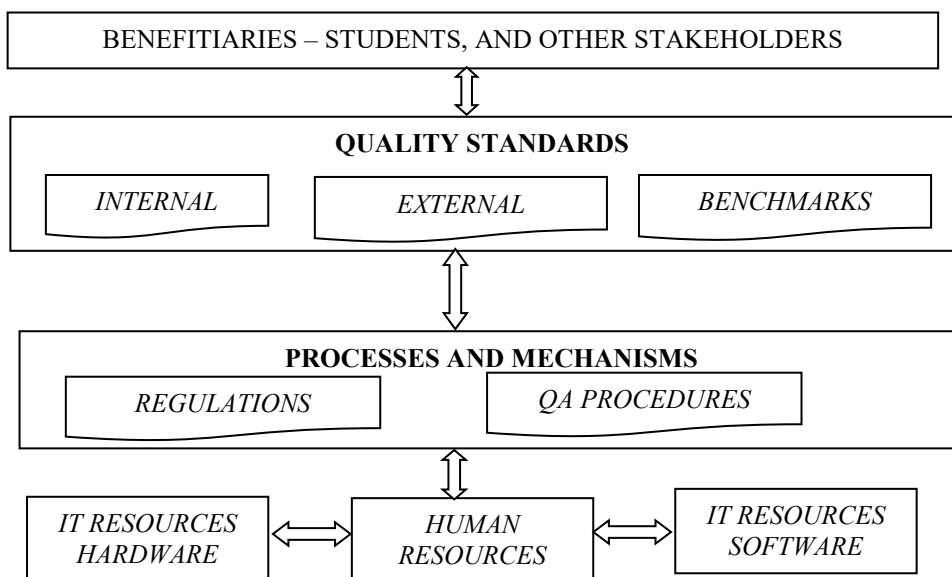 BENEFITIARIES – STUDENTS, AND OTHER STAKEHOLDERS
QUALITY STANDARDS
INTERNAL
EXTERNAL
BENCHMARKS
PROCESSES AND MECHANISMS
REGULATIONS
QA PROCEDURES
IT RESOURCES
HARDWARE
HUMAN
RESOURCES
IT RESOURCES
SOFTWARE